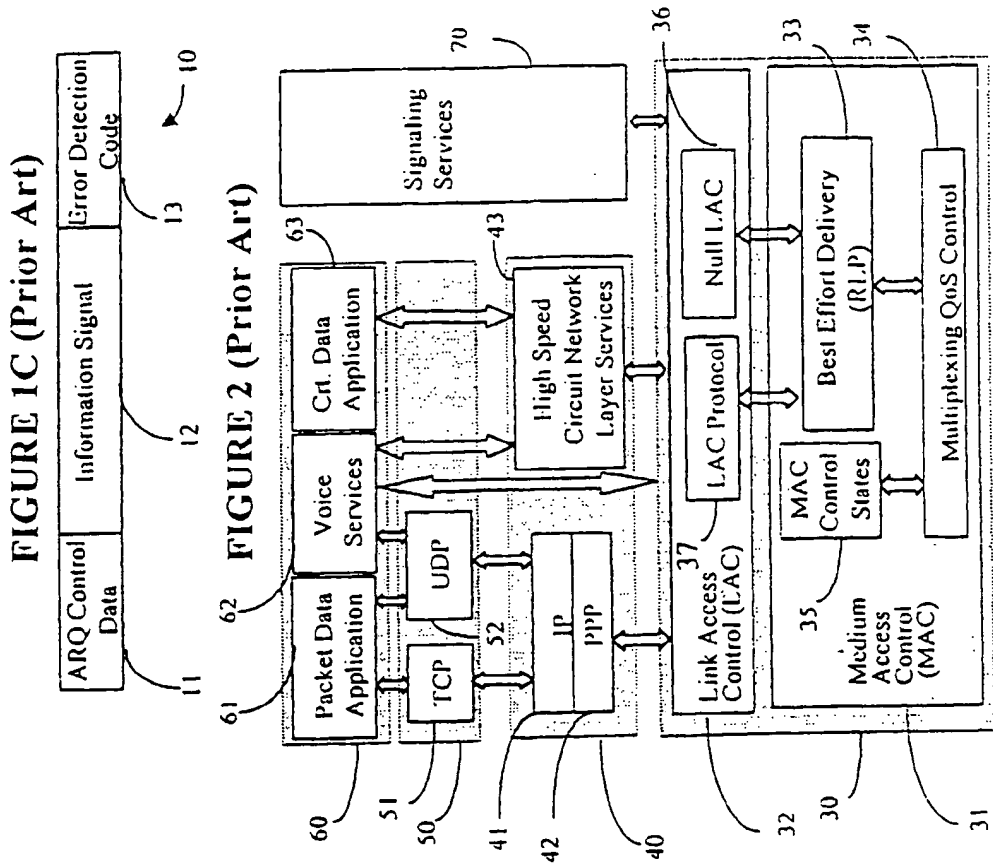 FIGURE 1C (Prior Art)
ARQ Control
Data
Information Signal
Error Detection
Code
11
12
13
10
FIGURE 2 (Prior Art)
61
62
63
Packet Data
Application
Voice
Services
Crt. Data
Application
Signaling
Services
70
60
51
TCP
UDP
52
50
43
High Speed
Circuit Network
Layer Services
41
IP
PPP
42
40
36
37
LAC Protocol
Null LAC
Link Access
Control (LAC)
32
33
MAC
Control
States
Best Effort Delivery
(RLP)
35
34
Medium
Access
Control
(MAC)
Multiplexing QoS Control
30
31